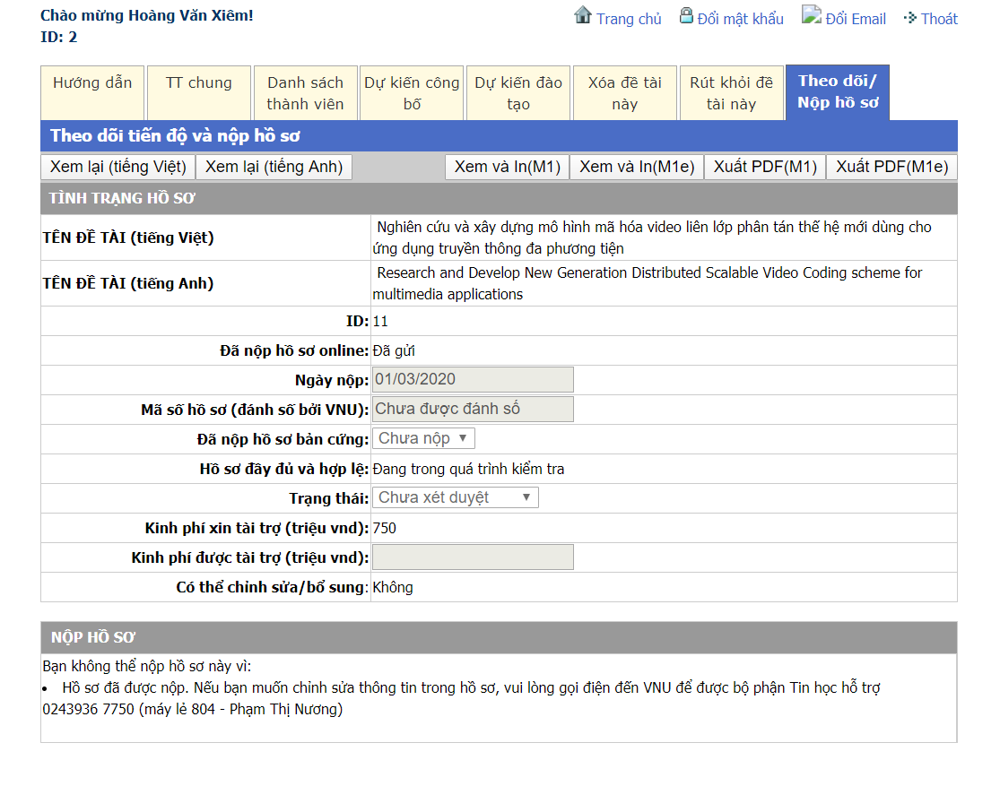 Chào mừng Hoàng Văn Xiêm!
ID: 2
Trang chủ
Đổi mật khẩu
Đổi Email
Thoát
Hướng dẫn
TT chung
Danh sách
thành viên
Dự kiến công
bố
Dự kiến đào
tạo
Xóa đề tài
này
Rút khỏi đề
tài này
Theo dõi/
Nộp hồ sơ
Theo dõi tiến độ và nộp hồ sơ
Xem lại (tiếng Việt)
Xem lại (tiếng Anh)
Xem và In(M1)
Xem và In(M1e)
Xuất PDF(M1)
Xuất PDF(M1e)
TÌNH TRẠNG HỒ SƠ
TÊN ĐỀ TÀI (tiếng Việt)
Nghiên cứu và xây dựng mô hình mã hóa video liên lớp phân tán thế hệ mới dùng cho
ứng dụng truyền thông đa phương tiện
TÊN ĐỀ TÀI (tiếng Anh)
Research and Develop New Generation Distributed Scalable Video Coding scheme for
multimedia applications
ID: 11
Đã nộp hồ sơ online: Đã gửi
Ngày nộp: 01/03/2020
Mã số hồ sơ (đánh số bởi VNU): Chưa được đánh số
Đã nộp hồ sơ bản cứng: Chưa nộp
Hồ sơ đầy đủ và hợp lệ: Đang trong quá trình kiểm tra
Trạng thái: Chưa xét duyệt
Kinh phí xin tài trợ (triệu vnd): 750
Kinh phí được tài trợ (triệu vnd):
Có thể chỉnh sửa/bổ sung: Không
NỘP HỒ SƠ
Bạn không thể nộp hồ sơ này vì:
• Hồ sơ đã được nộp. Nếu bạn muốn chỉnh sửa thông tin trong hồ sơ, vui lòng gọi điện đến VNU để được bộ phận Tin học hỗ trợ
0243936 7750 (máy lẻ 804 - Phạm Thị Nương)